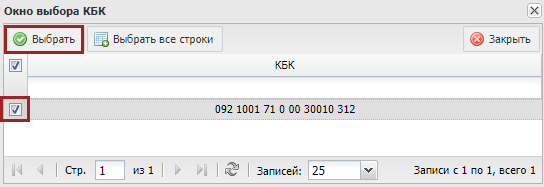 Окно выбора КБК
Выбрать Выбрать все строки Закрыть
КБК
092 1001 71 0 00 30010 312
Стр. 1 из 1 Записей: 25 Записи с 1 по 1, всего 1